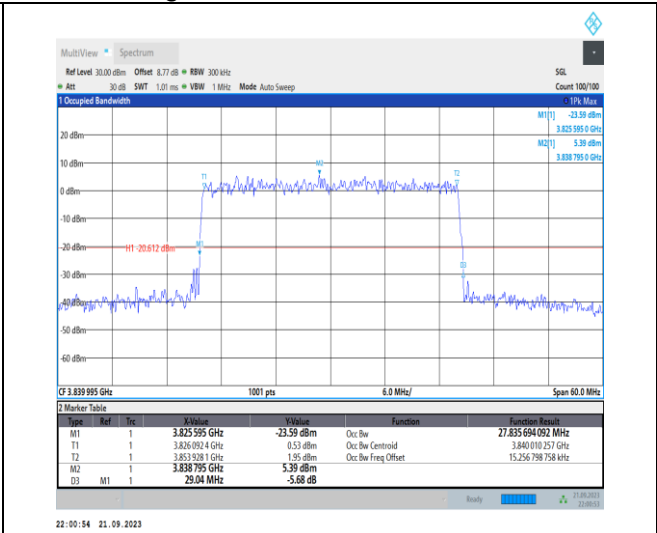 MultiView Spectrum
Ref Level 30.00 dBm Offset 8.77 dB RBW 300 kHz SGL
Att 30 dB SWT 1.01 ms VBW 1 MHz Mode Auto Sweep Count 100/100
1 Occupied Bandwidth 1Pk Max
M1[1] -23.59 dBm
3.825 595 0 GHz
20 dBm
M2[1] 5.39 dBm
3.838 795 0 GHz
10 dBm
M2
T1
T2
0 dBm
-10 dBm
-20 dBm
H1 -20.612 dBm
M1
D3
-30 dBm
-40 dBm
-50 dBm
-60 dBm
CF 3.839 995 GHz 1001 pts 6.0 MHz/ Span 60.0 MHz
2 Marker Table
Type Ref Trc X-Value Y-Value Function Function Result
M1 1 3.825 595 GHz -23.59 dBm Occ Bw 27.835 694 092 MHz
T1 1 3.826 092 4 GHz 0.53 dBm Occ Bw Centroid 3.840 010 257 GHz
T2 1 3.853 928 1 GHz 1.95 dBm Occ Bw Freq Offset 15.256 798 758 kHz
M2 1 3.838 795 GHz 5.39 dBm
D3 M1 1 29.04 MHz -5.68 dB
Ready 21.09.2023
22:00:53
22:00:54 21.09.2023